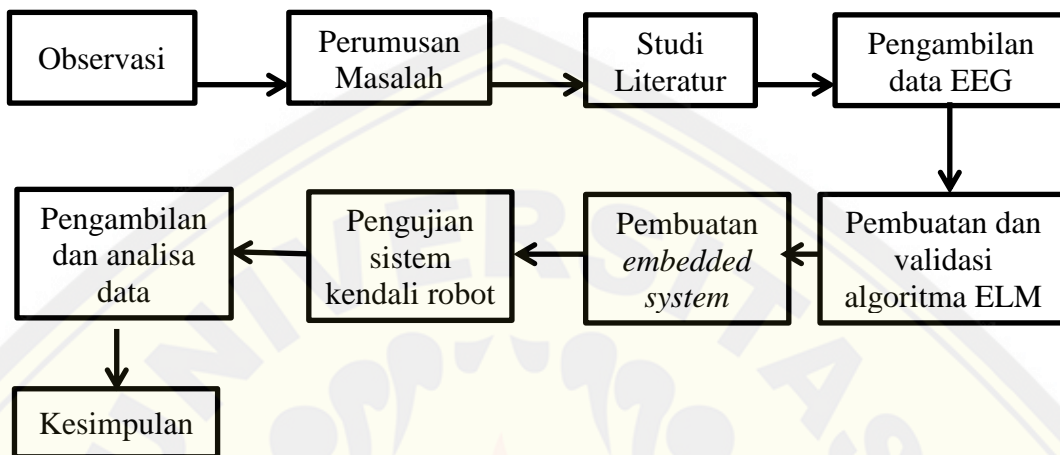 Observasi
Perumusan
Masalah
Studi
Literatur
Pengambilan
data EEG
Pembuatan dan
validasi
algoritma ELM
Pembuatan
embedded
system
Pengujian
sistem
kendali robot
Pengambilan
dan analisa
data
Kesimpulan
UNIVERSITAS